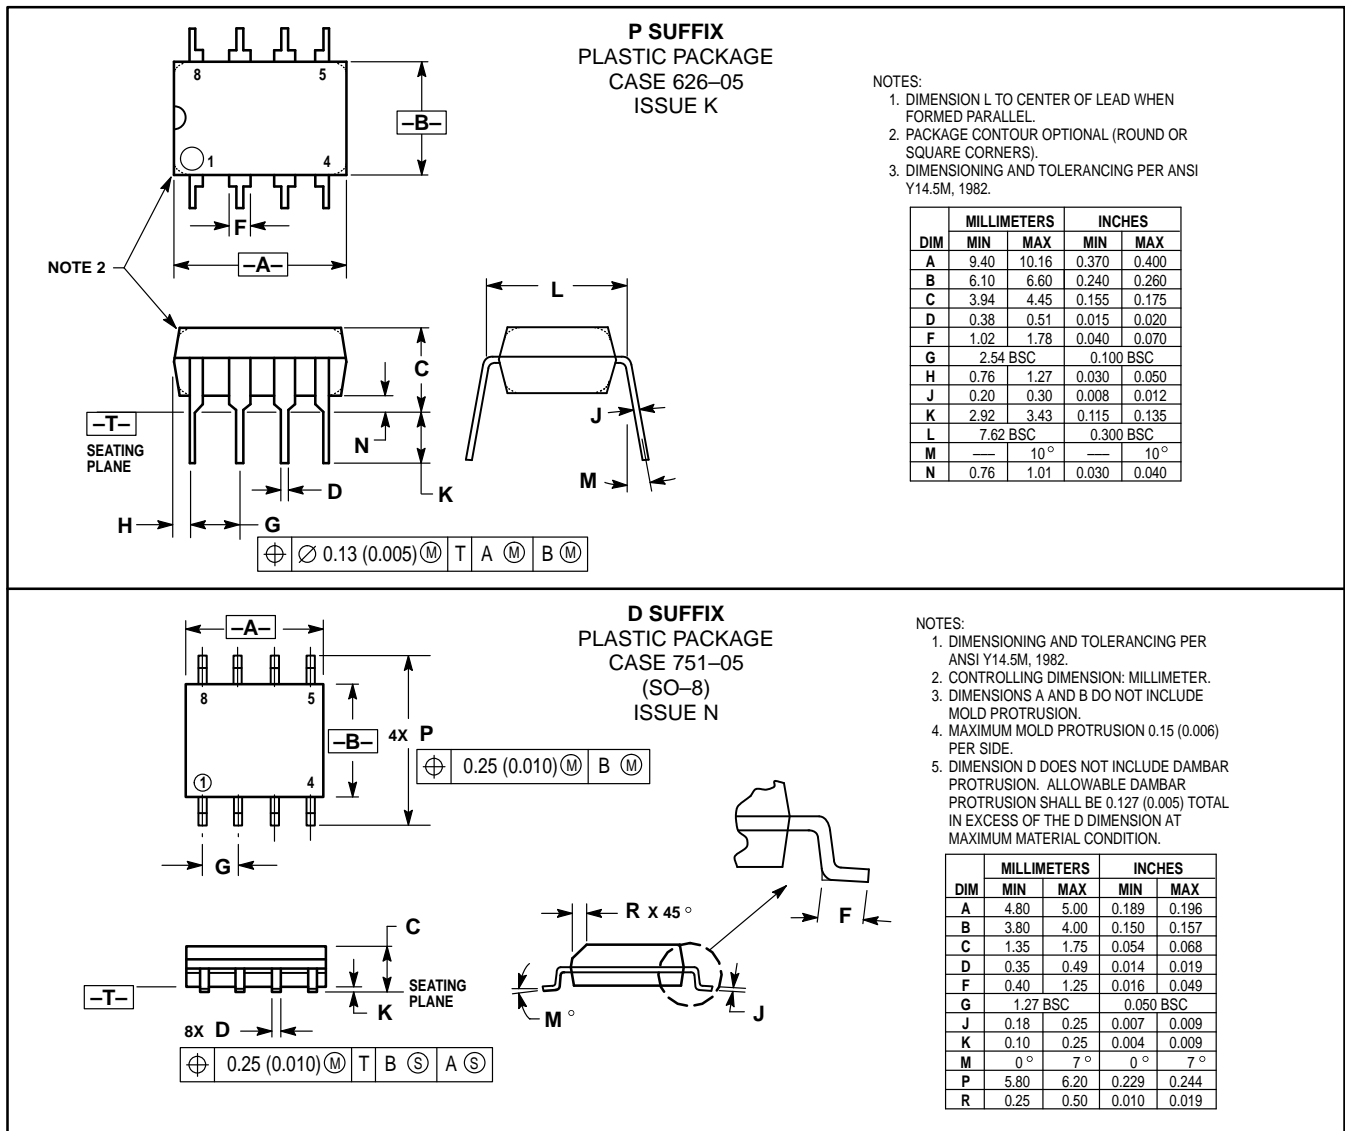 P SUFFIX
PLASTIC PACKAGE
CASE 626–05
ISSUE K
8
5
1
4
–B–
F
–A–
NOTE 2
L
C
–T–
SEATING
PLANE
N
J
M
D
K
H
G
⌖ ∅ 0.13 (0.005) Ⓜ T A Ⓜ B Ⓜ
NOTES:
1. DIMENSION L TO CENTER OF LEAD WHEN
FORMED PARALLEL.
2. PACKAGE CONTOUR OPTIONAL (ROUND OR
SQUARE CORNERS).
3. DIMENSIONING AND TOLERANCING PER ANSI
Y14.5M, 1982.
MILLIMETERS INCHES
DIM MIN MAX MIN MAX
A 9.40 10.16 0.370 0.400
B 6.10 6.60 0.240 0.260
C 3.94 4.45 0.155 0.175
D 0.38 0.51 0.015 0.020
F 1.02 1.78 0.040 0.070
G 2.54 BSC 0.100 BSC
H 0.76 1.27 0.030 0.050
J 0.20 0.30 0.008 0.012
K 2.92 3.43 0.115 0.135
L 7.62 BSC 0.300 BSC
M ––– 10° ––– 10°
N 0.76 1.01 0.030 0.040
D SUFFIX
PLASTIC PACKAGE
CASE 751–05
(SO–8)
ISSUE N
–A–
8
5
1
4
–B–
4X P
⌖ 0.25 (0.010) Ⓜ B Ⓜ
G
C
–T–
SEATING
PLANE
K
8X D
⌖ 0.25 (0.010) Ⓜ T B Ⓢ A Ⓢ
R X 45°
M°
J
F
NOTES:
1. DIMENSIONING AND TOLERANCING PER
ANSI Y14.5M, 1982.
2. CONTROLLING DIMENSION: MILLIMETER.
3. DIMENSIONS A AND B DO NOT INCLUDE
MOLD PROTRUSION.
4. MAXIMUM MOLD PROTRUSION 0.15 (0.006)
PER SIDE.
5. DIMENSION D DOES NOT INCLUDE DAMBAR
PROTRUSION. ALLOWABLE DAMBAR
PROTRUSION SHALL BE 0.127 (0.005) TOTAL
IN EXCESS OF THE D DIMENSION AT
MAXIMUM MATERIAL CONDITION.
MILLIMETERS INCHES
DIM MIN MAX MIN MAX
A 4.80 5.00 0.189 0.196
B 3.80 4.00 0.150 0.157
C 1.35 1.75 0.054 0.068
D 0.35 0.49 0.014 0.019
F 0.40 1.25 0.016 0.049
G 1.27 BSC 0.050 BSC
J 0.18 0.25 0.007 0.009
K 0.10 0.25 0.004 0.009
M 0° 7° 0° 7°
P 5.80 6.20 0.229 0.244
R 0.25 0.50 0.010 0.019